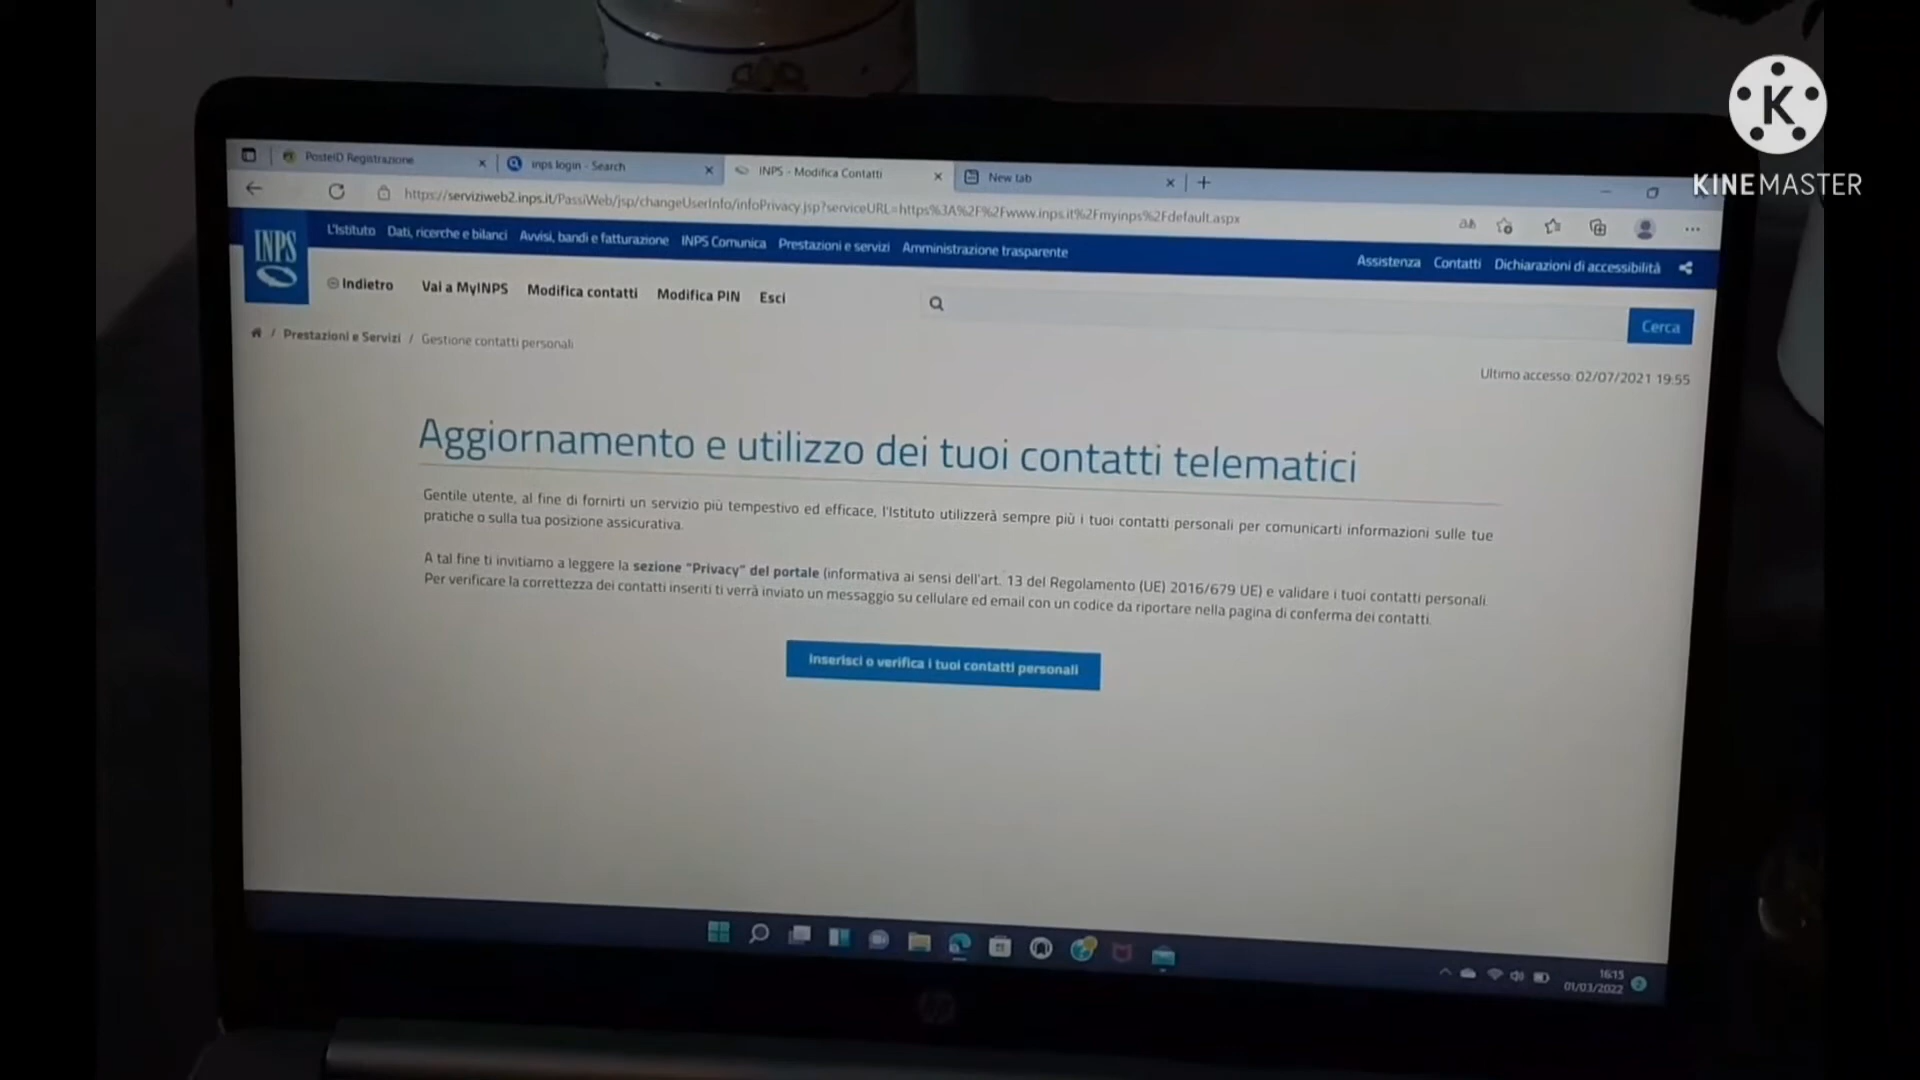 KINEMASTER
PosteID Registrazione
inps login - Search
INPS - Modifica Contatti
New tab
https://serviziweb2.inps.it/PassiWeb/jsp/changeUserInfo/infoPrivacy.jsp?serviceURL=https%3A%2F%2Fwww.inps.it%2Fmyinps%2Fdefault.aspx
INPS
L'Istituto Dati, ricerche e bilanci Avvisi, bandi e fatturazione INPS Comunica Prestazioni e servizi Amministrazione trasparente
Assistenza Contatti Dichiarazioni di accessibilità
Indietro Vai a MyINPS Modifica contatti Modifica PIN Esci
Cerca
/ Prestazioni e Servizi / Gestione contatti personali
Ultimo accesso: 02/07/2021 19:55
Aggiornamento e utilizzo dei tuoi contatti telematici
Gentile utente, al fine di fornirti un servizio più tempestivo ed efficace, l'Istituto utilizzerà sempre più i tuoi contatti personali per comunicarti informazioni sulle tue
pratiche o sulla tua posizione assicurativa.
A tal fine ti invitiamo a leggere la sezione "Privacy" del portale (informativa ai sensi dell'art. 13 del Regolamento (UE) 2016/679 UE) e validare i tuoi contatti personali.
Per verificare la correttezza dei contatti inseriti ti verrà inviato un messaggio su cellulare ed email con un codice da riportare nella pagina di conferma dei contatti.
Inserisci o verifica i tuoi contatti personali
16:15
01/03/2022
2
hp